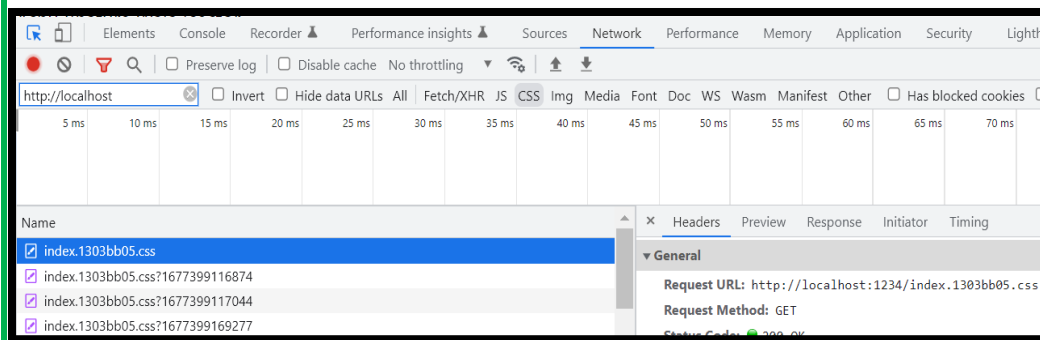 Elements Console Recorder Performance insights Sources Network Performance Memory Application Security Lighth
Preserve log Disable cache No throttling
http://localhost Invert Hide data URLs All Fetch/XHR JS CSS Img Media Font Doc WS Wasm Manifest Other Has blocked cookies
5 ms 10 ms 15 ms 20 ms 25 ms 30 ms 35 ms 40 ms 45 ms 50 ms 55 ms 60 ms 65 ms 70 ms
Name
Headers Preview Response Initiator Timing
index.1303bb05.css
index.1303bb05.css?1677399116874
index.1303bb05.css?1677399117044
index.1303bb05.css?1677399169277
General
Request URL: http://localhost:1234/index.1303bb05.css
Request Method: GET
Status Code: 200 OK